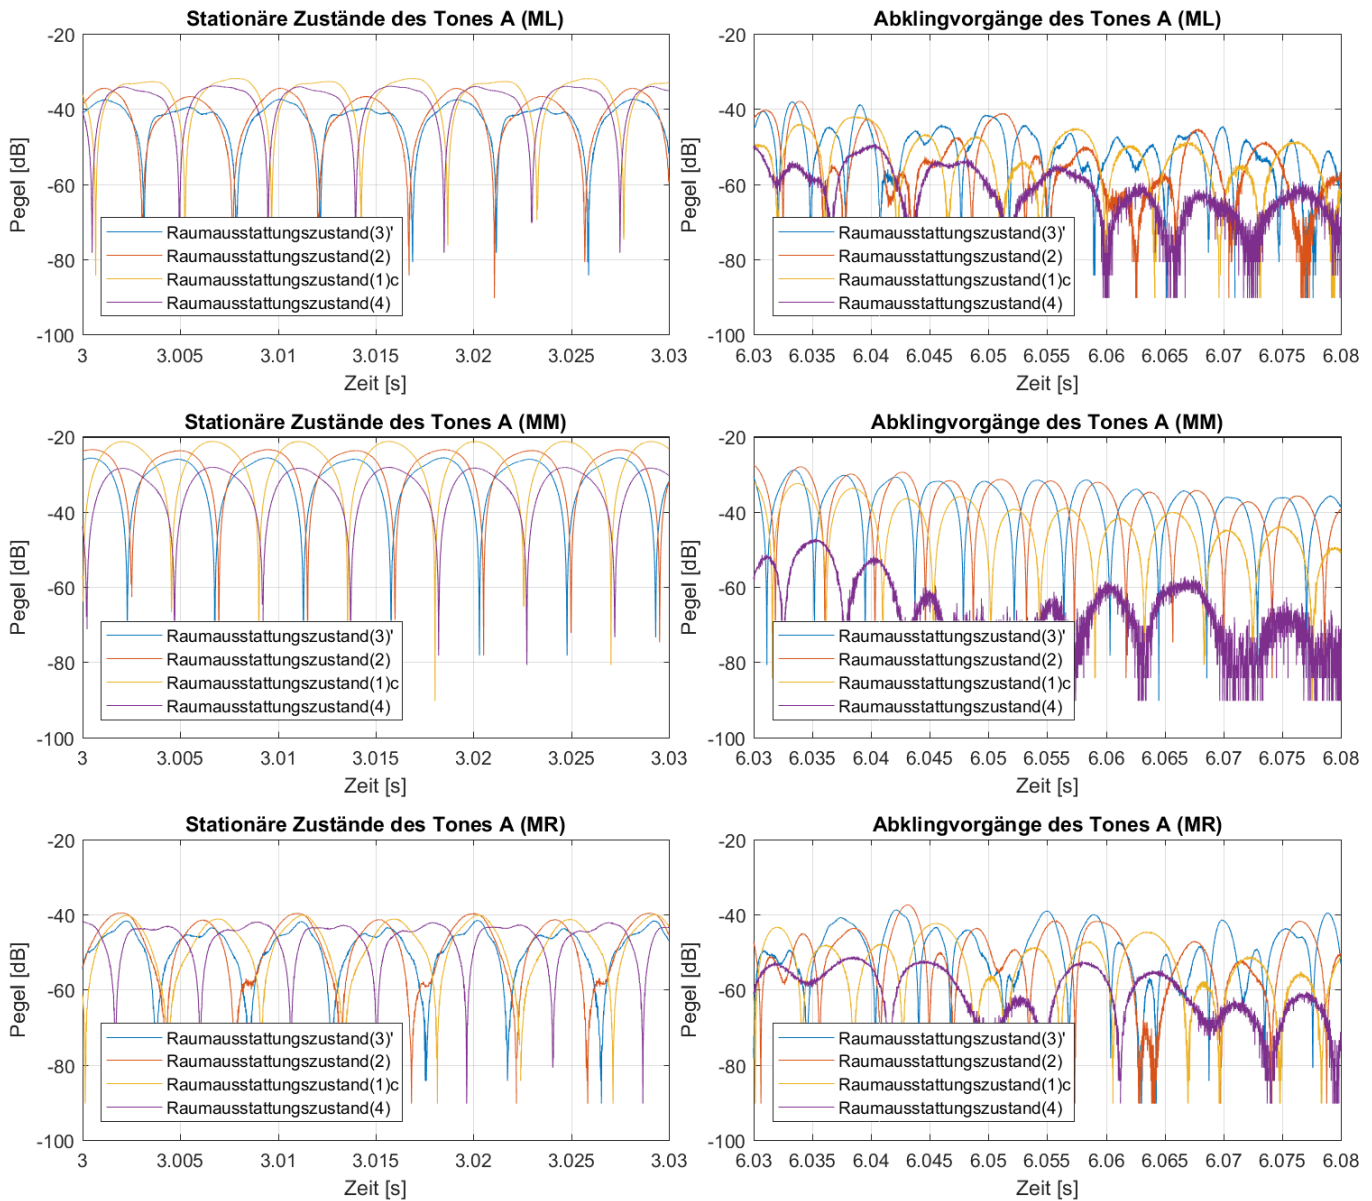 Stationäre Zustände des Tones A (ML)
-20
-40
-60
-80
-100
Pegel [dB]
Raumausstattungszustand(3)'
Raumausstattungszustand(2)
Raumausstattungszustand(1)c
Raumausstattungszustand(4)
3 3.005 3.01 3.015 3.02 3.025 3.03
Zeit [s]
Abklingvorgänge des Tones A (ML)
-20
-40
-60
-80
-100
Pegel [dB]
Raumausstattungszustand(3)'
Raumausstattungszustand(2)
Raumausstattungszustand(1)c
Raumausstattungszustand(4)
6.03 6.035 6.04 6.045 6.05 6.055 6.06 6.065 6.07 6.075 6.08
Zeit [s]
Stationäre Zustände des Tones A (MM)
-20
-40
-60
-80
-100
Pegel [dB]
Raumausstattungszustand(3)'
Raumausstattungszustand(2)
Raumausstattungszustand(1)c
Raumausstattungszustand(4)
3 3.005 3.01 3.015 3.02 3.025 3.03
Zeit [s]
Abklingvorgänge des Tones A (MM)
-20
-40
-60
-80
-100
Pegel [dB]
Raumausstattungszustand(3)'
Raumausstattungszustand(2)
Raumausstattungszustand(1)c
Raumausstattungszustand(4)
6.03 6.035 6.04 6.045 6.05 6.055 6.06 6.065 6.07 6.075 6.08
Zeit [s]
Stationäre Zustände des Tones A (MR)
-20
-40
-60
-80
-100
Pegel [dB]
Raumausstattungszustand(3)'
Raumausstattungszustand(2)
Raumausstattungszustand(1)c
Raumausstattungszustand(4)
3 3.005 3.01 3.015 3.02 3.025 3.03
Zeit [s]
Abklingvorgänge des Tones A (MR)
-20
-40
-60
-80
-100
Pegel [dB]
Raumausstattungszustand(3)'
Raumausstattungszustand(2)
Raumausstattungszustand(1)c
Raumausstattungszustand(4)
6.03 6.035 6.04 6.045 6.05 6.055 6.06 6.065 6.07 6.075 6.08
Zeit [s]